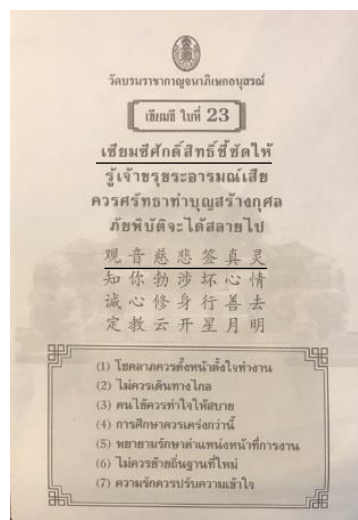 วัดบรมราชากาญจนาภิเษกอนุสรณ์
เซียมซี ใบที่ 23
เซียมซีศักดิ์สิทธิ์ชี้ชัดให้
รู้เจ้าขรุขระอารมณ์เสีย
ควรศรัทธาทำบุญสร้างกุศล
ภัยพิบัติจะได้สลายไป
观音慈悲签真灵
知你勃涉坏心情
诚心修身行善去
定教云开星月明
(1) โชคลาภควรตั้งหน้าตั้งใจทำงาน
(2) ไม่ควรเดินทางไกล
(3) คนไข้ควรทำใจให้สบาย
(4) การศึกษาควรเคร่งกว่านี้
(5) พยายามรักษาตำแหน่งหน้าที่การงาน
(6) ไม่ควรย้ายถิ่นฐานที่ใหม่
(7) ความรักควรปรับความเข้าใจ